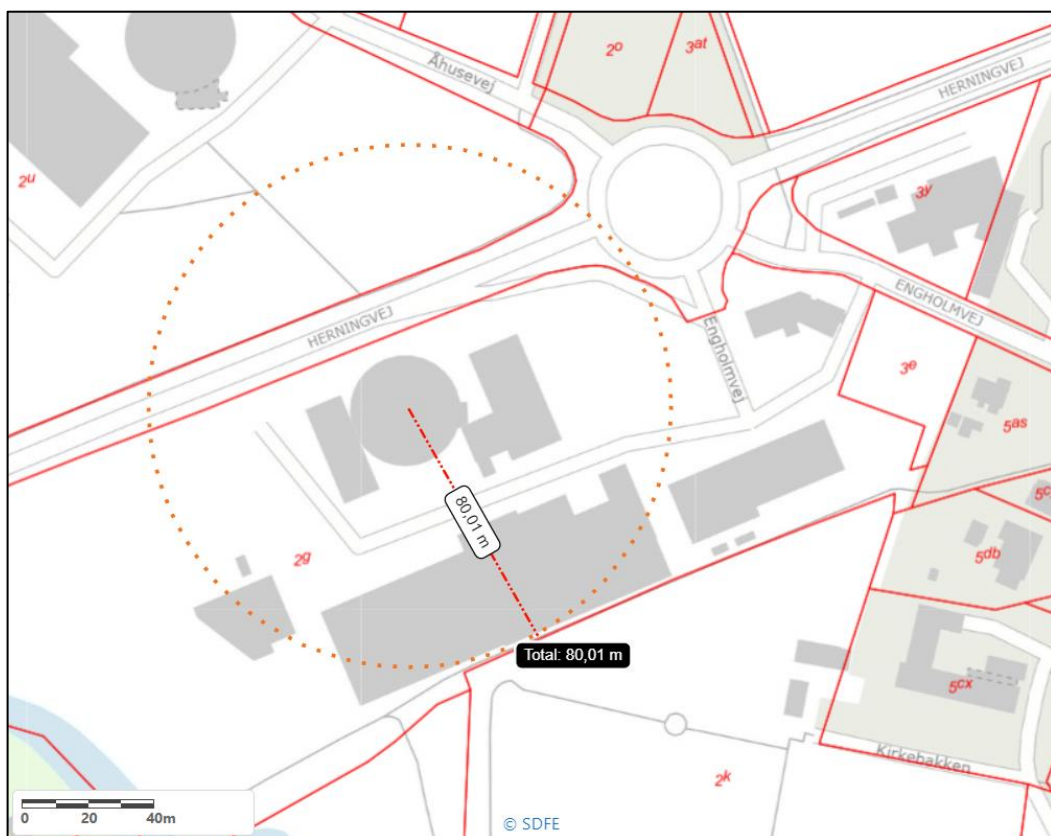 2o
3at
HERNINGVEJ
Åhusevej
2u
3y
ENGHOLMVEJ
HERNINGVEJ
Engholmvej
3e
5as
80,01 m
5c
5db
2g
Total: 80,01 m
5cx
Kirkebakken
2k
0 20 40m
© SDFE